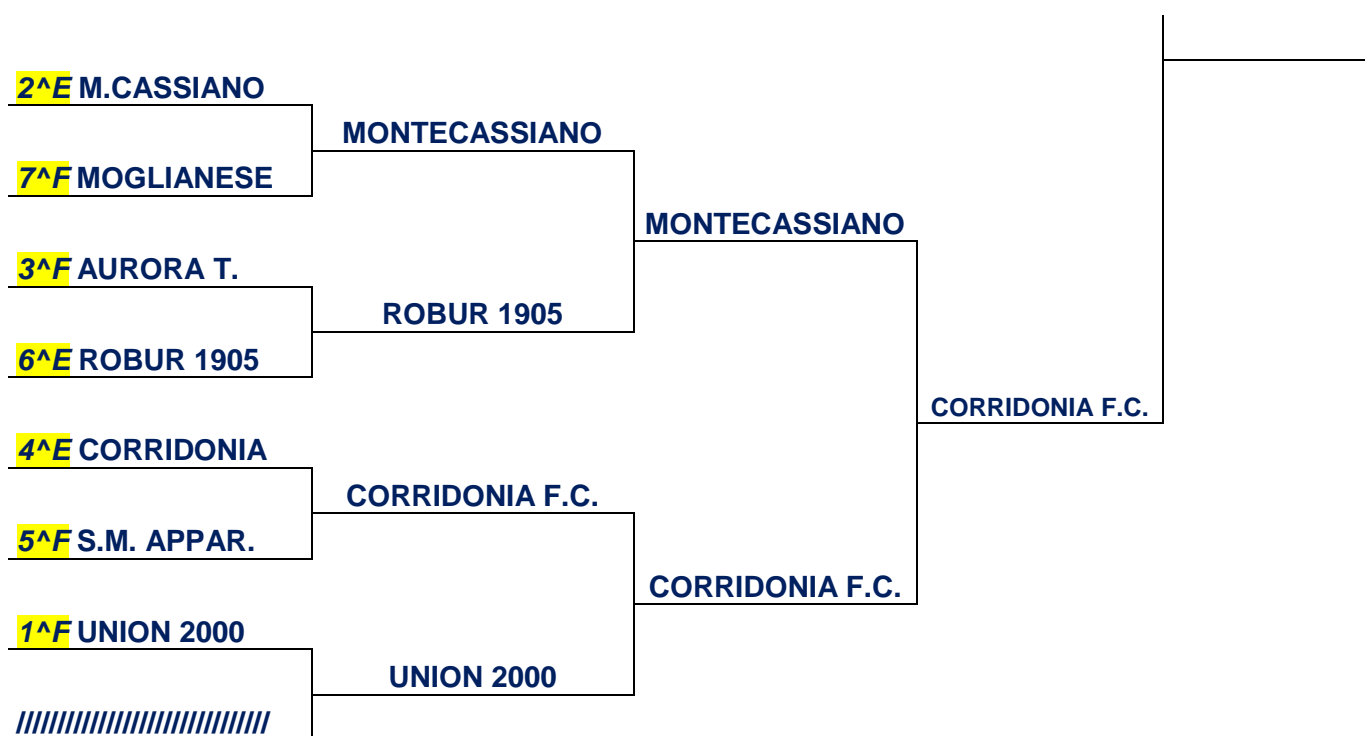 2^E M.CASSIANO
MONTECASSIANO
7^F MOGLIANESE
MONTECASSIANO
3^F AURORA T.
ROBUR 1905
6^E ROBUR 1905
CORRIDONIA F.C.
4^E CORRIDONIA
CORRIDONIA F.C.
5^F S.M. APPAR.
CORRIDONIA F.C.
1^F UNION 2000
UNION 2000
///////////////////////////////